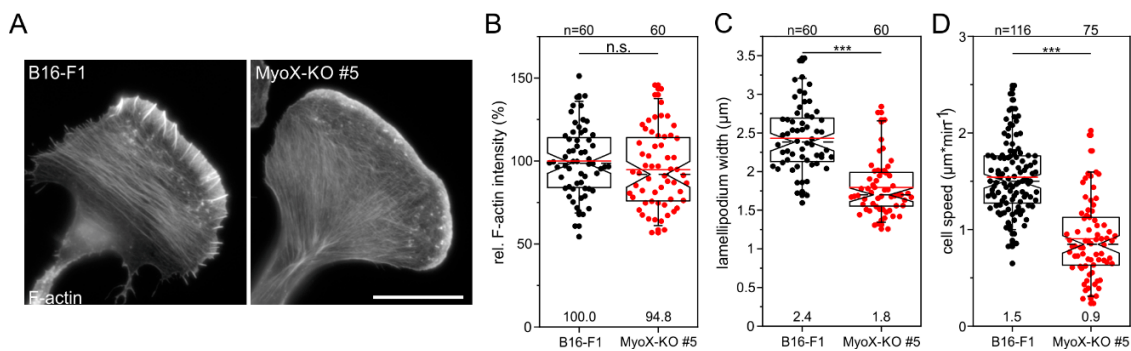 A
B16-F1
MyoX-KO #5
F-actin
B
n=60 60
n.s.
rel. F-actin intensity (%)
150
100
50
0
100.0 94.8
B16-F1 MyoX-KO #5
C
n=60 60
***
lamellipodium width (µm)
3.5
3.0
2.5
2.0
1.5
1.0
0.5
0
2.4 1.8
B16-F1 MyoX-KO #5
D
n=116 75
***
cell speed (µm*min⁻¹)
3
2
1
0
1.5 0.9
B16-F1 MyoX-KO #5